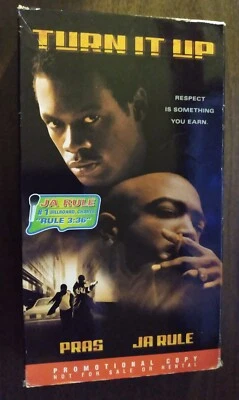 TURN IT UP
RESPECT
IS SOMETHING
YOU EARN.
JA RULE
#1
"RULE 3:36"
PRAS JA RULE
PROMOTIONAL COPY
NOT FOR SALE OR RENTAL